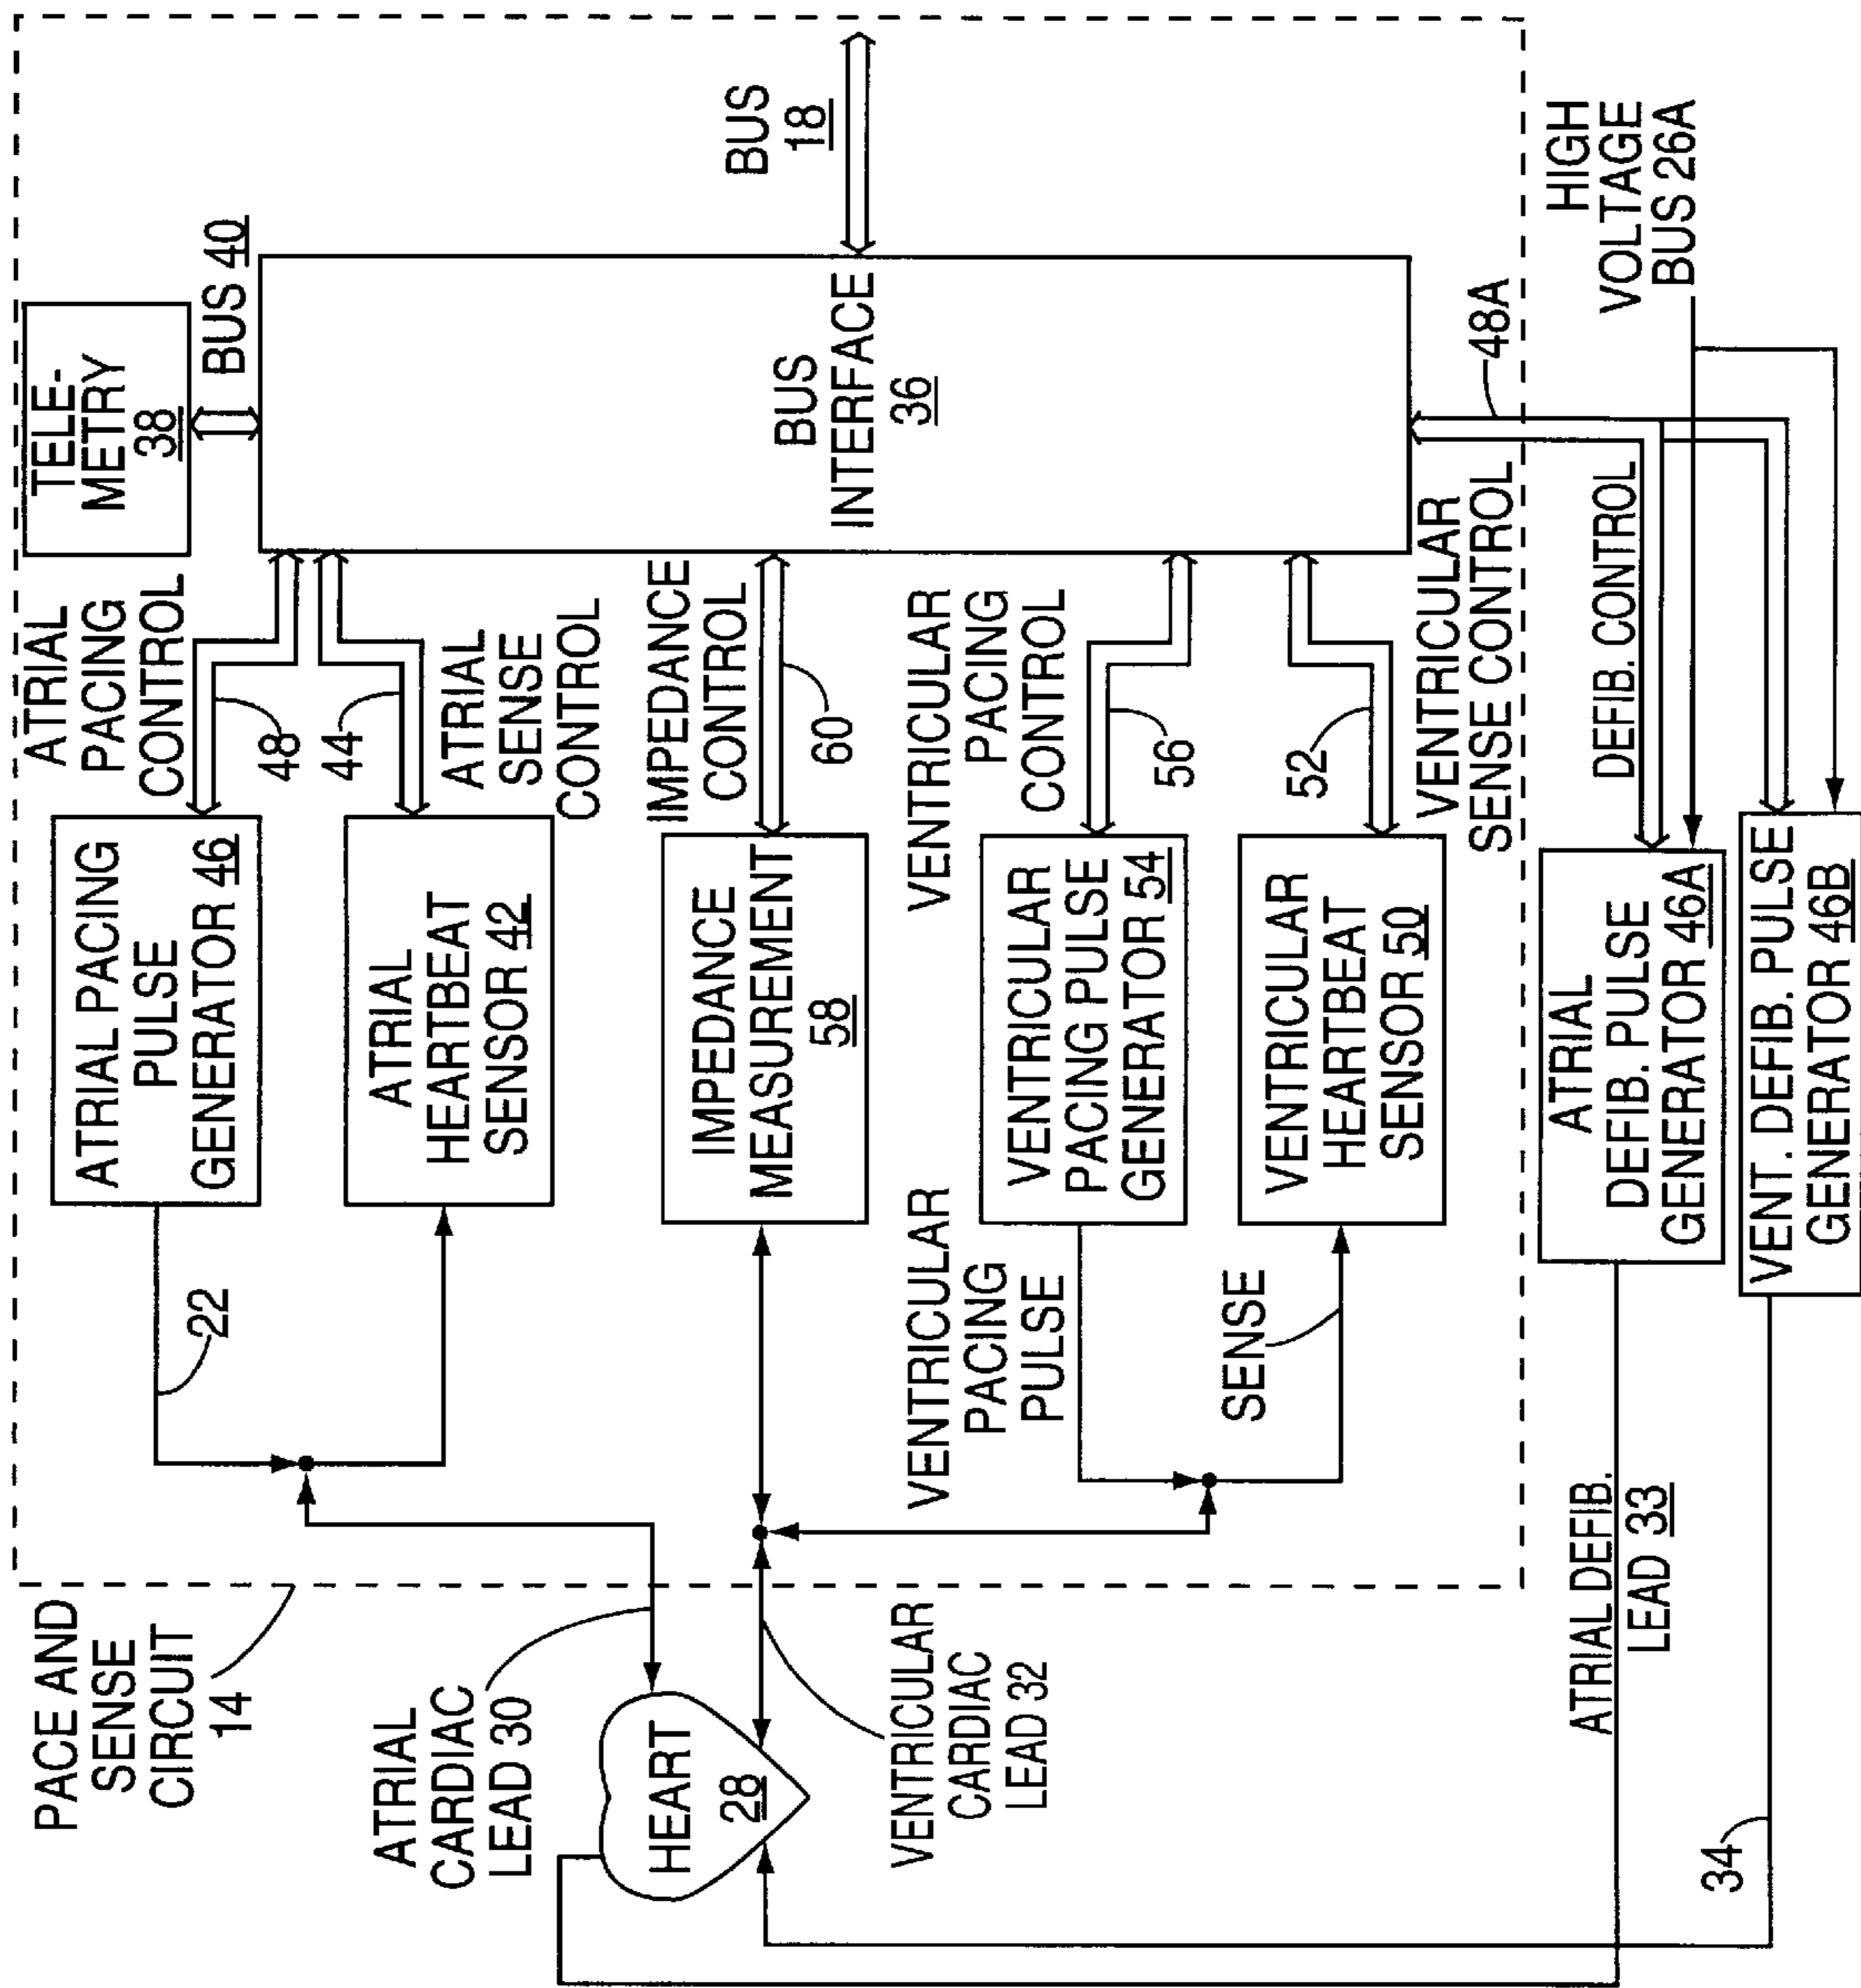 PACE AND
SENSE
CIRCUIT
14
ATRIAL
CARDIAC
LEAD 30
HEART
28
VENTRICULAR
CARDIAC
LEAD 32
22
ATRIAL PACING
PULSE
GENERATOR 46
ATRIAL
HEARTBEAT
SENSOR 42
IMPEDANCE
MEASUREMENT
58
VENTRICULAR
PACING
PULSE
VENTRICULAR
PACING PULSE
GENERATOR 54
SENSE
VENTRICULAR
HEARTBEAT
SENSOR 50
ATRIAL
PACING
CONTROL
48
44
ATRIAL
SENSE
CONTROL
IMPEDANCE
CONTROL
60
VENTRICULAR
PACING
CONTROL
56
52
VENTRICULAR
SENSE CONTROL
TELE-
METRY
38
BUS 40
BUS
INTERFACE
36
BUS
18
48A
HIGH
VOLTAGE
BUS 26A
DEFIB. CONTROL
ATRIAL
DEFIB. PULSE
GENERATOR 46A
VENT. DEFIB. PULSE
GENERATOR 46B
ATRIAL DEFIB.
LEAD 33
34